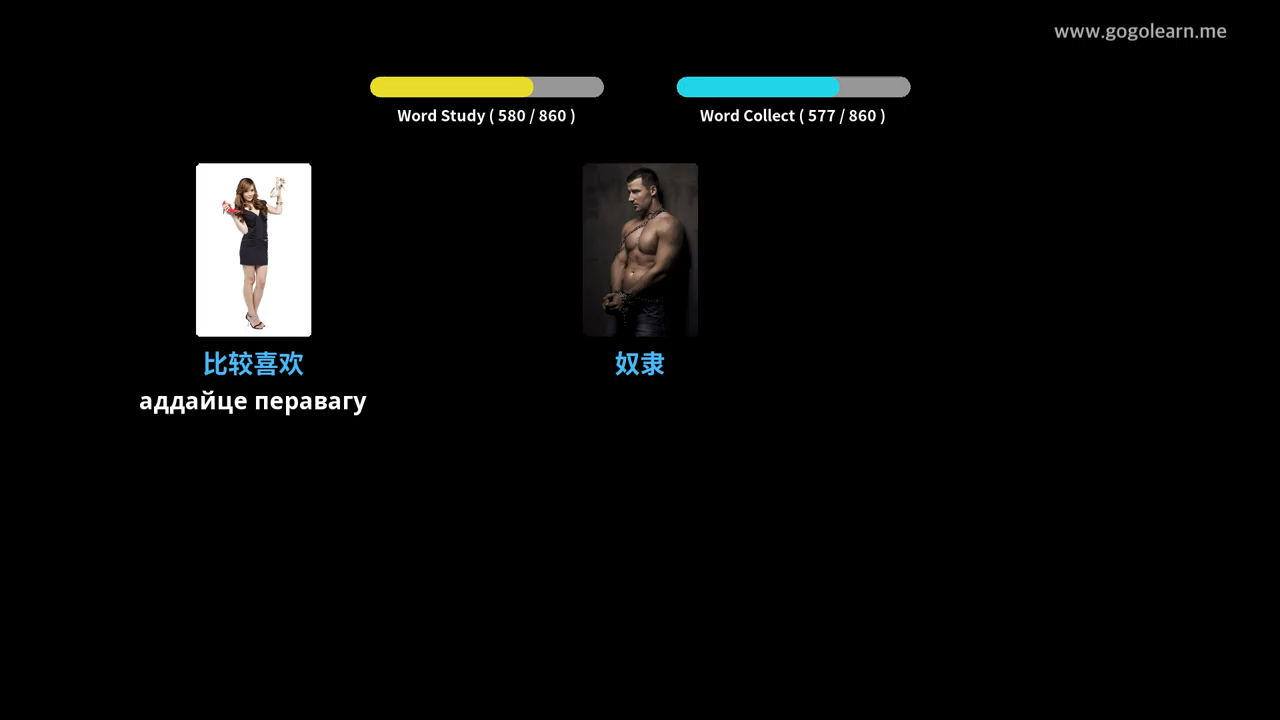 www.gogolearn.me
Word Study ( 580 / 860 )
Word Collect ( 577 / 860 )
比较喜欢
奴隶
аддайце перавагу